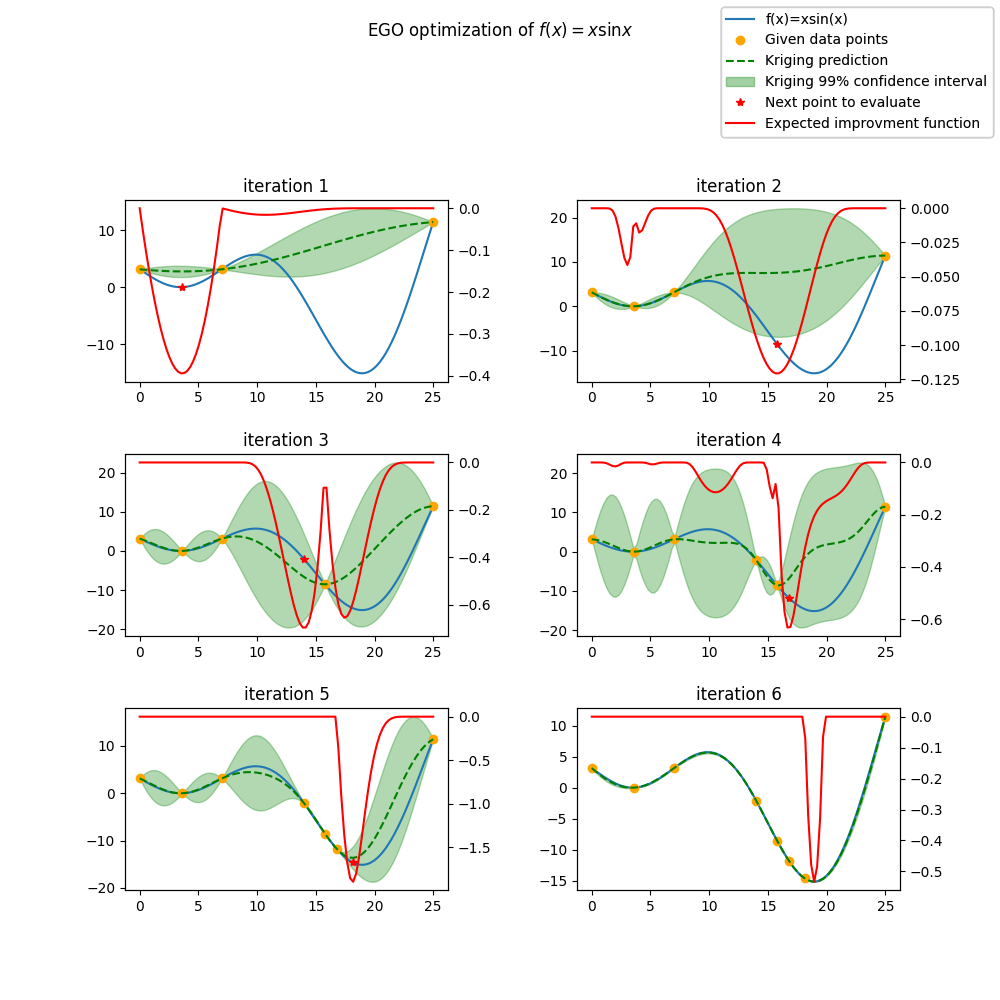 EGO optimization of f(x) = x sin x
f(x)=xsin(x)
Given data points
Kriging prediction
Kriging 99% confidence interval
Next point to evaluate
Expected improvment function
iteration 1
10
0
−10
0.0
−0.1
−0.2
−0.3
−0.4
0 5 10 15 20 25
iteration 2
20
10
0
−10
0.000
−0.025
−0.050
−0.075
−0.100
−0.125
0 5 10 15 20 25
iteration 3
20
10
0
−10
−20
0.0
−0.2
−0.4
−0.6
0 5 10 15 20 25
iteration 4
20
10
0
−10
−20
0.0
−0.2
−0.4
−0.6
0 5 10 15 20 25
iteration 5
10
0
−10
−20
0.0
−0.5
−1.0
−1.5
0 5 10 15 20 25
iteration 6
10
5
0
−5
−10
−15
0.0
−0.1
−0.2
−0.3
−0.4
−0.5
0 5 10 15 20 25